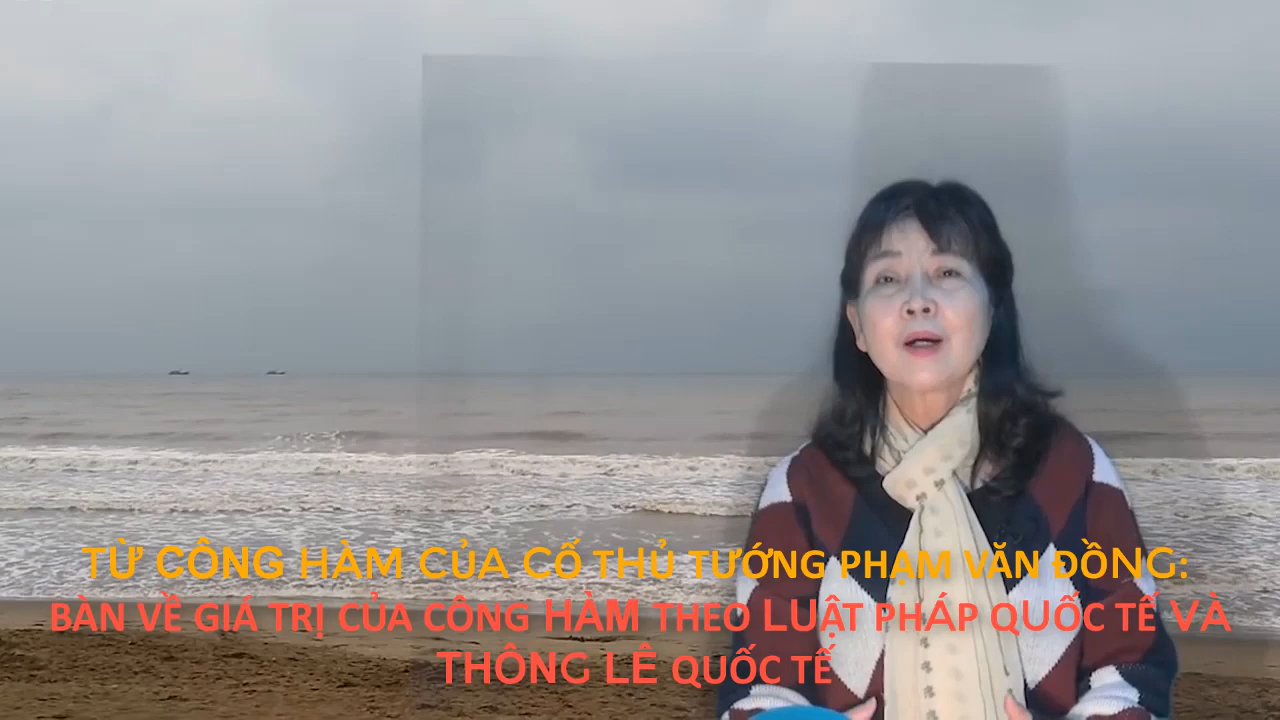 TỪ CÔNG HÀM CỦA CỐ THỦ TƯỚNG PHẠM VĂN ĐỒNG:
BÀN VỀ GIÁ TRỊ CỦA CÔNG HÀM THEO LUẬT PHÁP QUỐC TẾ VÀ
THÔNG LÊ QUỐC TẾ